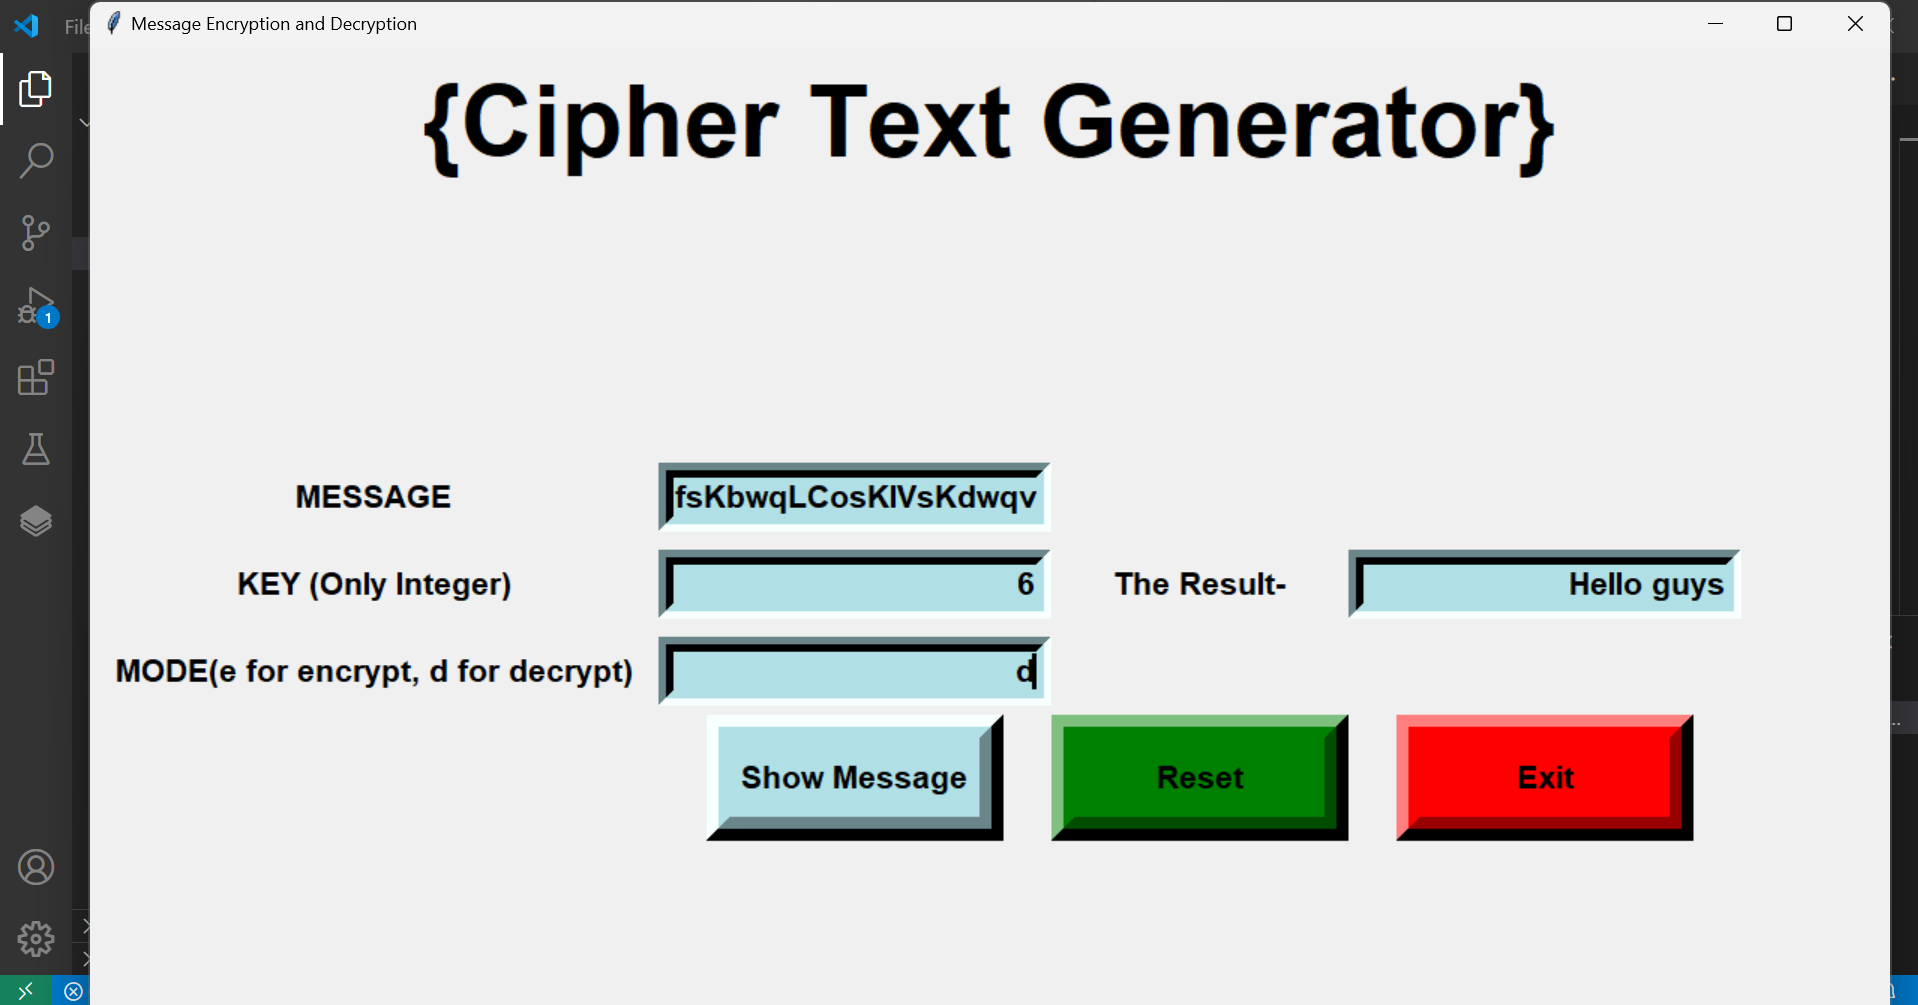 File
Message Encryption and Decryption
{Cipher Text Generator}
MESSAGE
fsKbwqLCosKIVsKdwqv
KEY (Only Integer)
6
The Result-
Hello guys
MODE(e for encrypt, d for decrypt)
d
Show Message
Reset
Exit
1